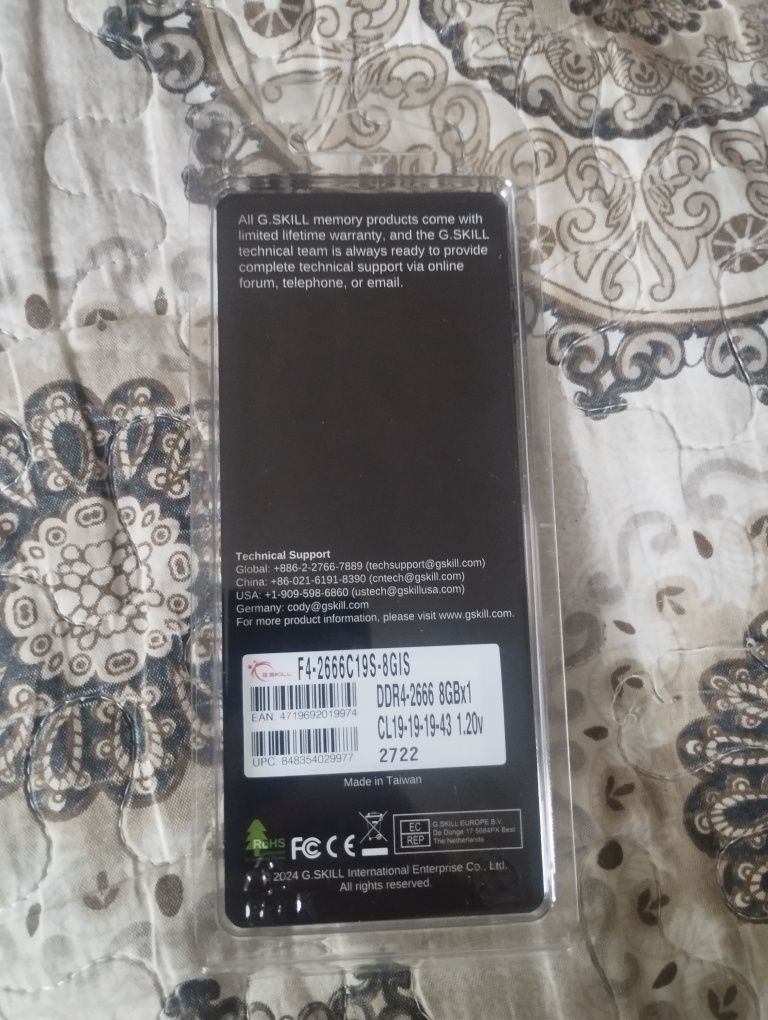 All G.SKILL memory products come with
limited lifetime warranty, and the G.SKILL
technical team is always ready to provide
complete technical support via online
forum, telephone, or email.
Technical Support
Global: +886-2-2766-7889 (techsupport@gskill.com)
China: +86-021-6191-8390 (cntech@gskill.com)
USA: +1-909-598-6860 (ustech@gskillusa.com)
Germany: cody@gskill.com
For more product information, please visit www.gskill.com.
G.SKILL F4-2666C19S-8GIS
DDR4-2666 8GBx1
EAN: 4719692019974
CL19-19-19-43 1.20v
UPC: 848354029977
2722
Made in Taiwan
RoHS FC CE
EC REP
G.SKILL EUROPE B.V.
De Donge 17 5684PX Best
The Netherlands
2024 G.SKILL International Enterprise Co., Ltd.
All rights reserved.